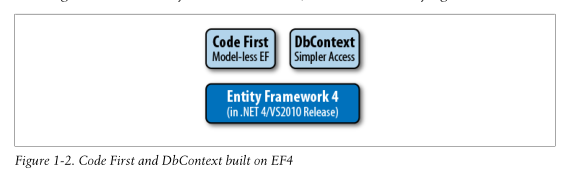 Code First
Model-less EF
DbContext
Simpler Access
Entity Framework 4
(in .NET 4/VS2010 Release)
Figure 1-2. Code First and DbContext built on EF4